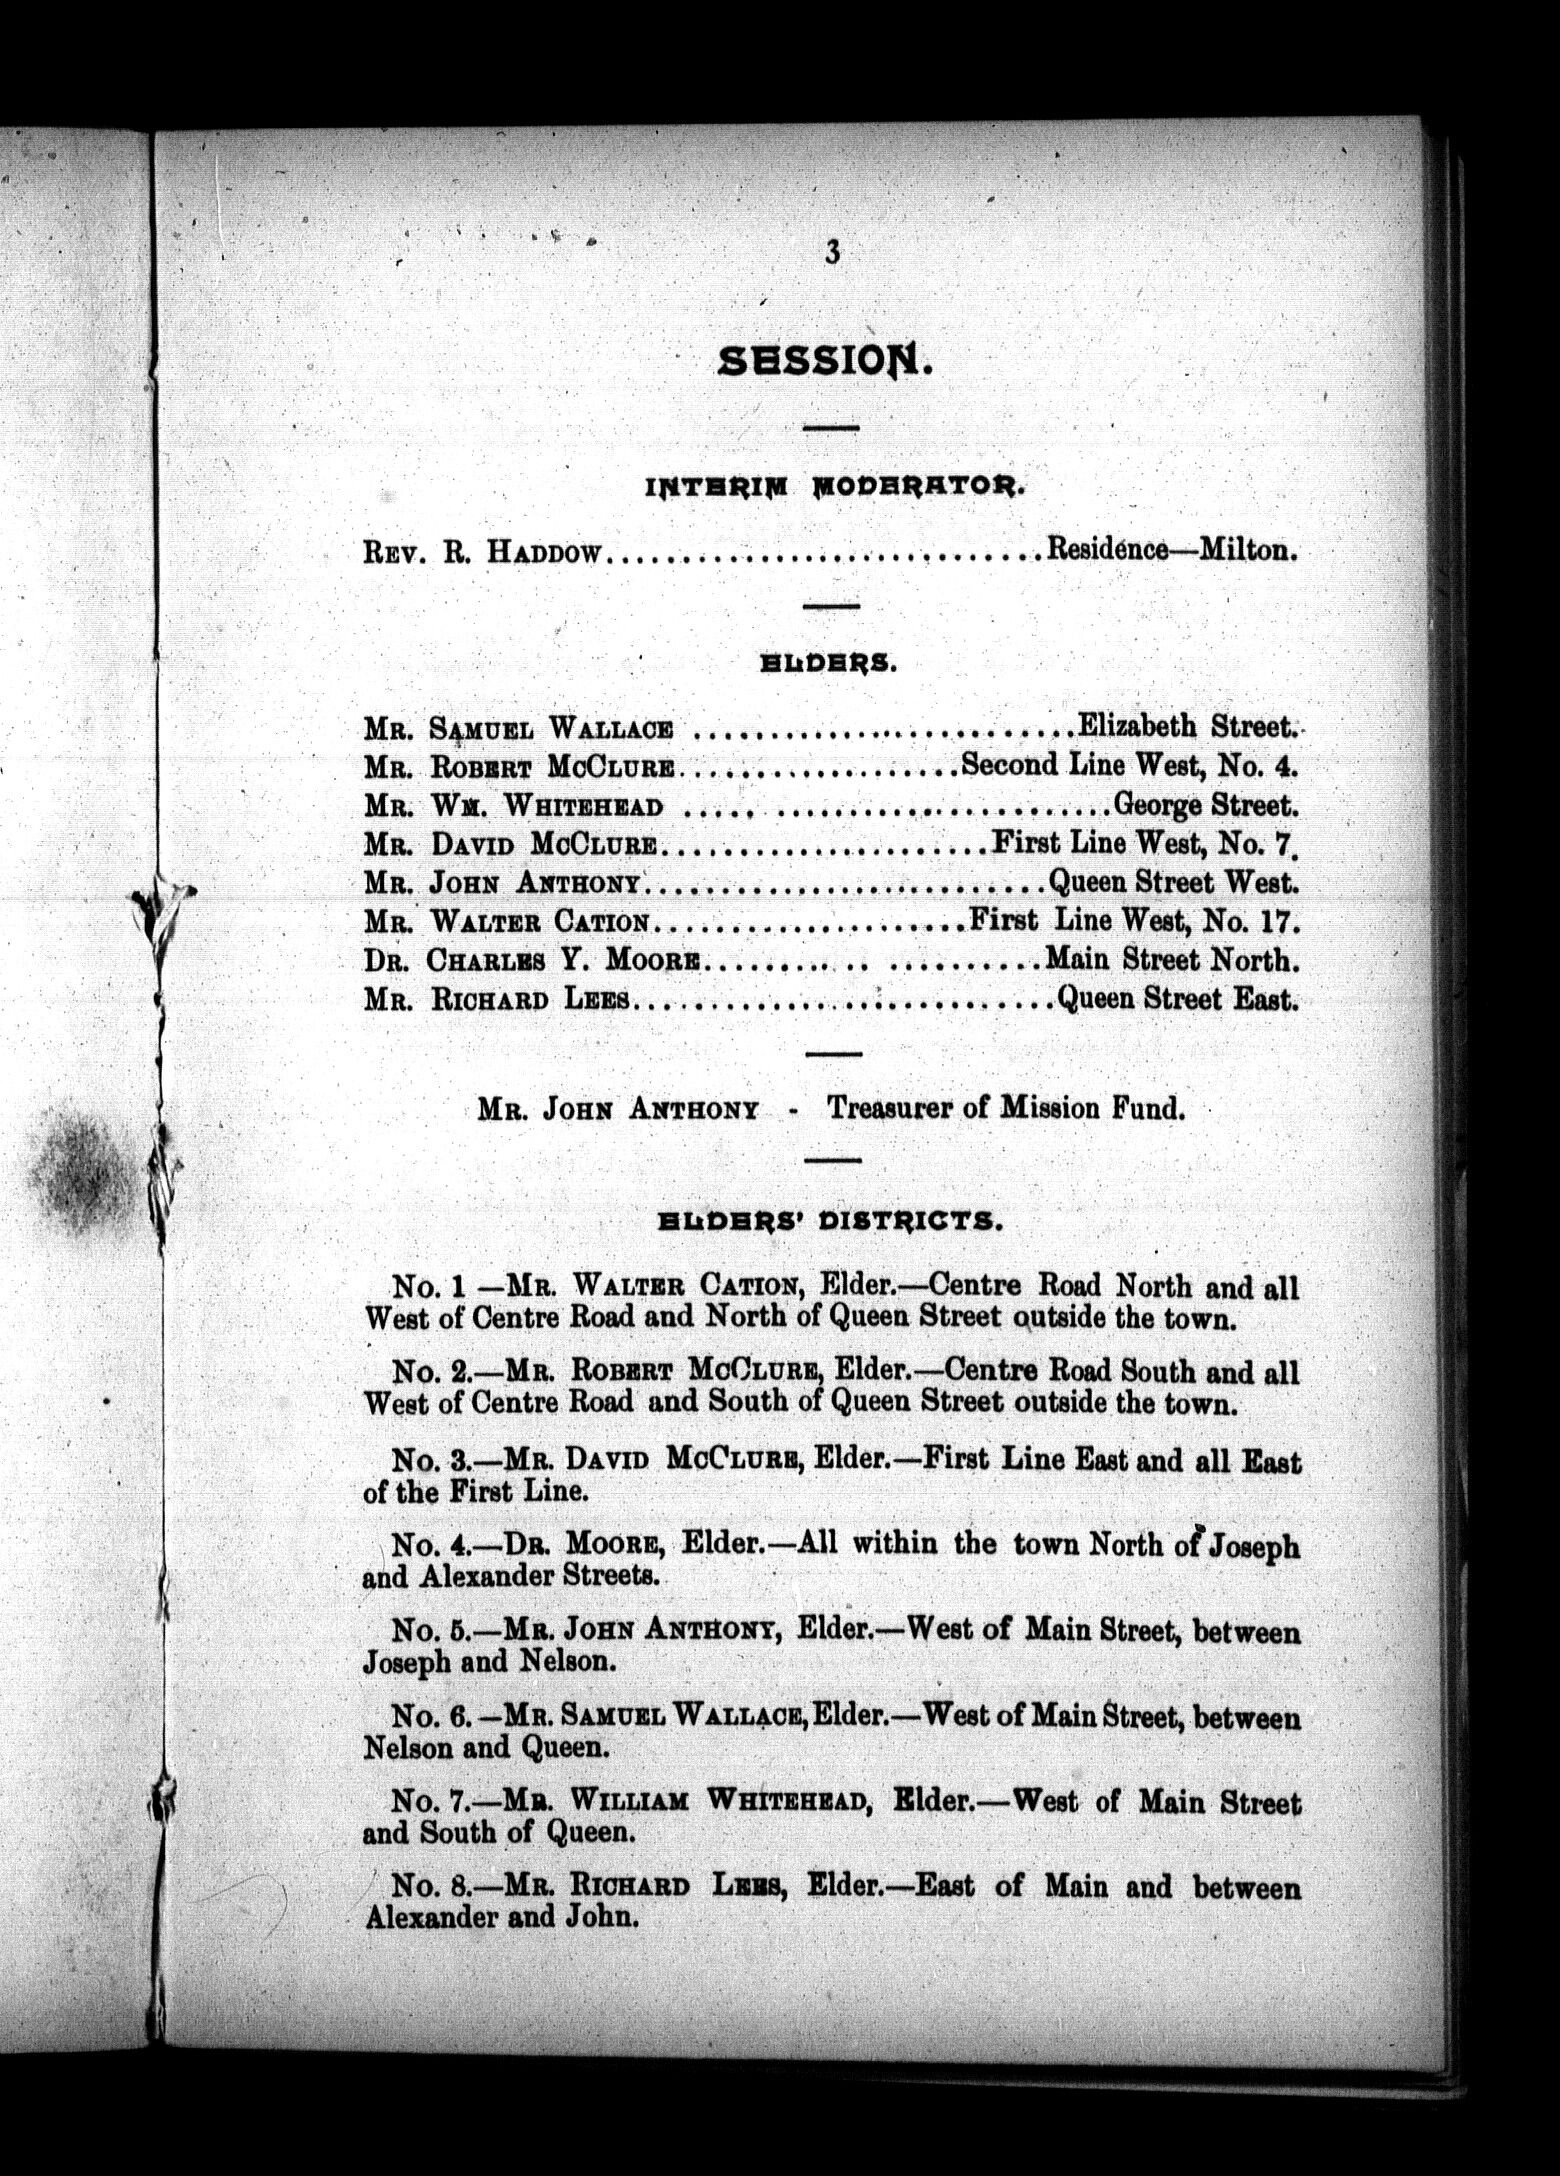 3
SESSION.
INTERIM MODERATOR.
REV. R. HADDOW..............................Residence—Milton.
ELDERS.
MR. SAMUEL WALLACE ..........................Elizabeth Street.
MR. ROBERT MCCLURE...................Second Line West, No. 4.
MR. WM. WHITEHEAD ..... .......................George Street.
MR. DAVID MCCLURE......................First Line West, No. 7.
MR. JOHN ANTHONY...........................Queen Street West.
MR. WALTER CATION.....................First Line West, No. 17.
DR. CHARLES Y. MOORE......... .. ..........Main Street North.
MR. RICHARD LEES............................Queen Street East.
MR. JOHN ANTHONY - Treasurer of Mission Fund.
ELDERS' DISTRICTS.
No. 1 —MR. WALTER CATION, Elder.—Centre Road North and all
West of Centre Road and North of Queen Street outside the town.
No. 2.—MR. ROBERT MCCLURE, Elder.—Centre Road South and all
West of Centre Road and South of Queen Street outside the town.
No. 3.—MR. DAVID MCCLURE, Elder.—First Line East and all East
of the First Line.
No. 4.—DR. MOORE, Elder.—All within the town North of Joseph
and Alexander Streets.
No. 5.—MR. JOHN ANTHONY, Elder.—West of Main Street, between
Joseph and Nelson.
No. 6.—MR. SAMUEL WALLACE, Elder.—West of Main Street, between
Nelson and Queen.
No. 7.—MR. WILLIAM WHITEHEAD, Elder.—West of Main Street
and South of Queen.
No. 8.—MR. RICHARD LEES, Elder.—East of Main and between
Alexander and John.